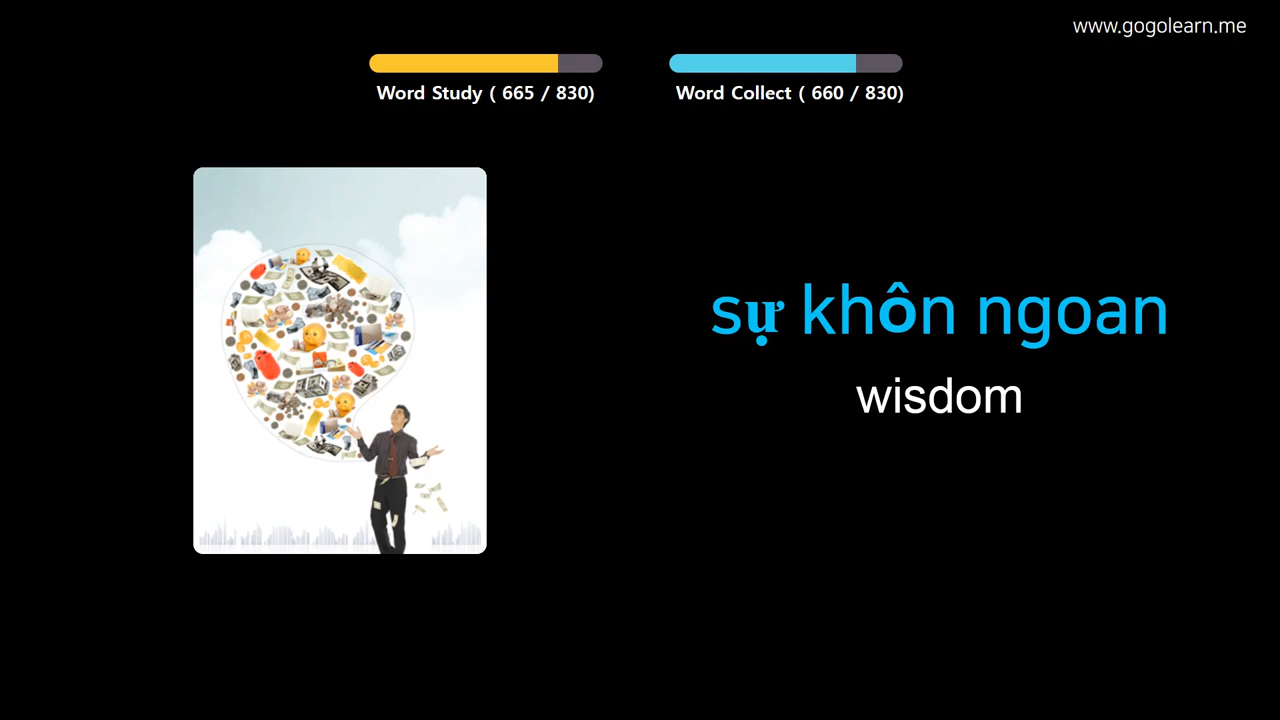 www.gogolearn.me
Word Study ( 665 / 830)
Word Collect ( 660 / 830)
sự khôn ngoan
wisdom